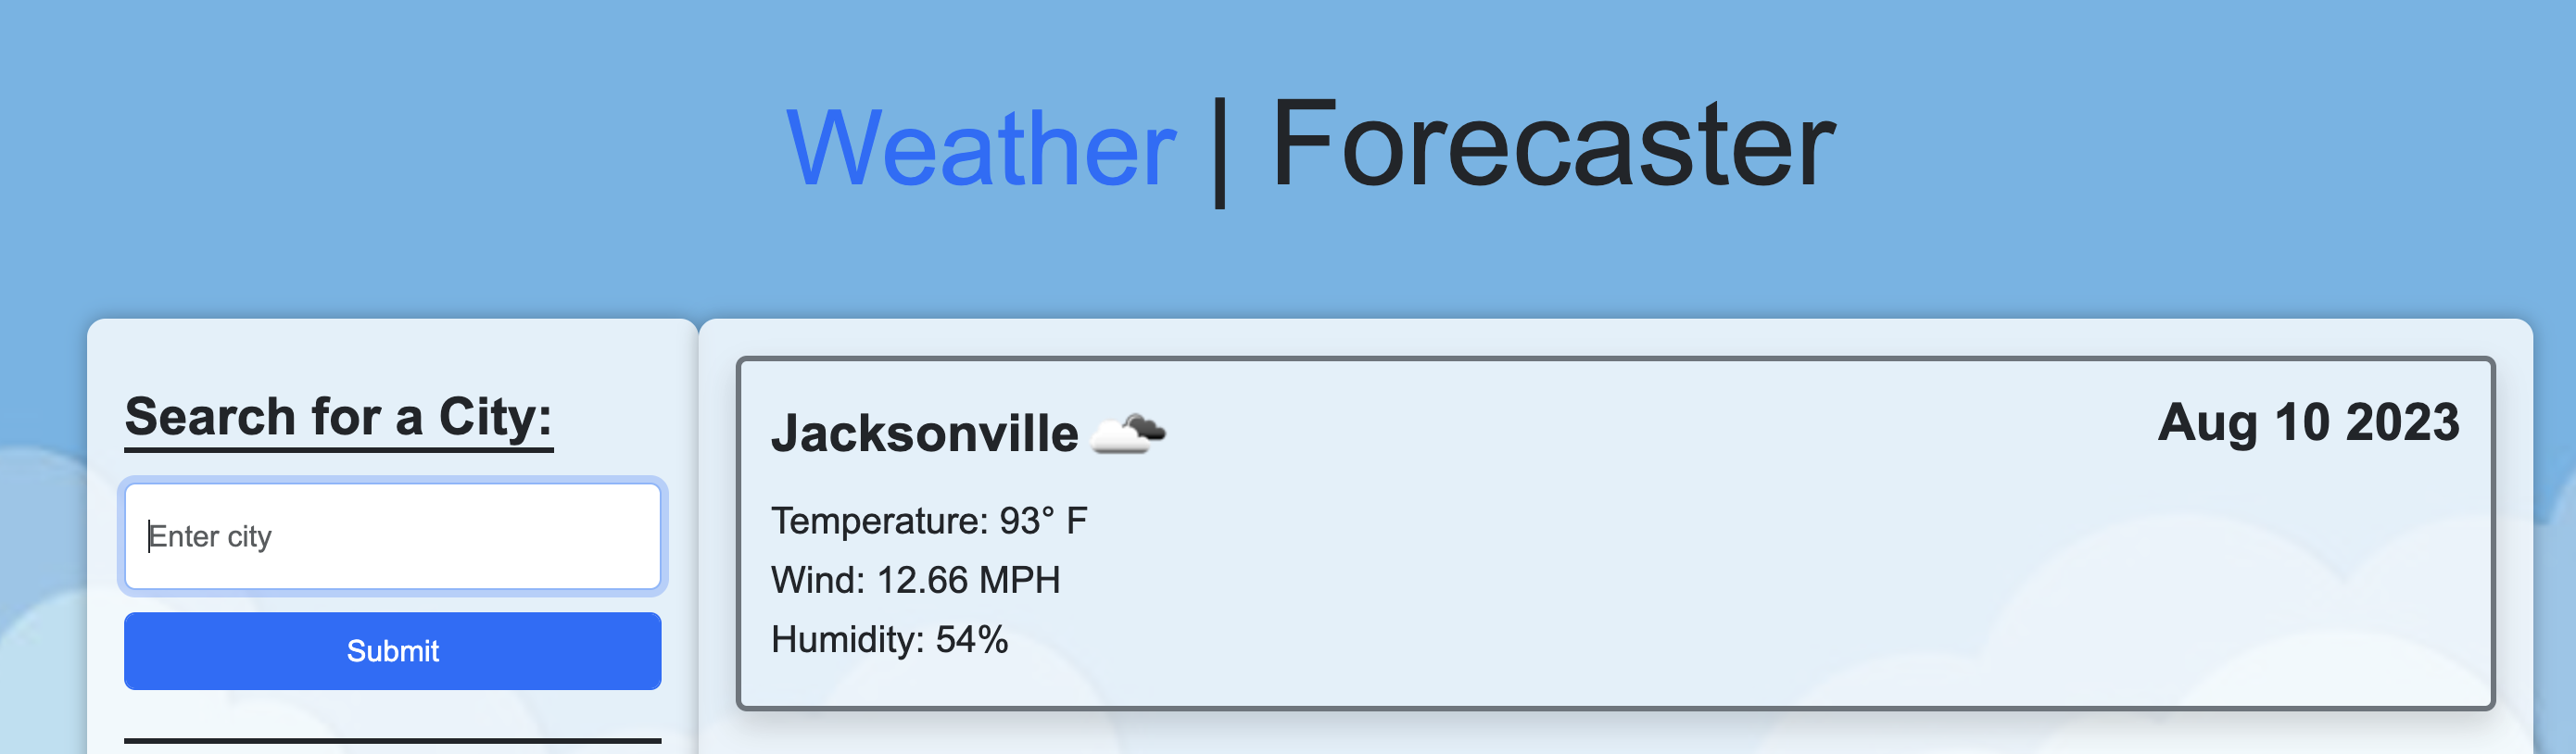 Weather | Forecaster
Search for a City:
Enter city
Submit
Jacksonville
Aug 10 2023
Temperature: 93° F
Wind: 12.66 MPH
Humidity: 54%